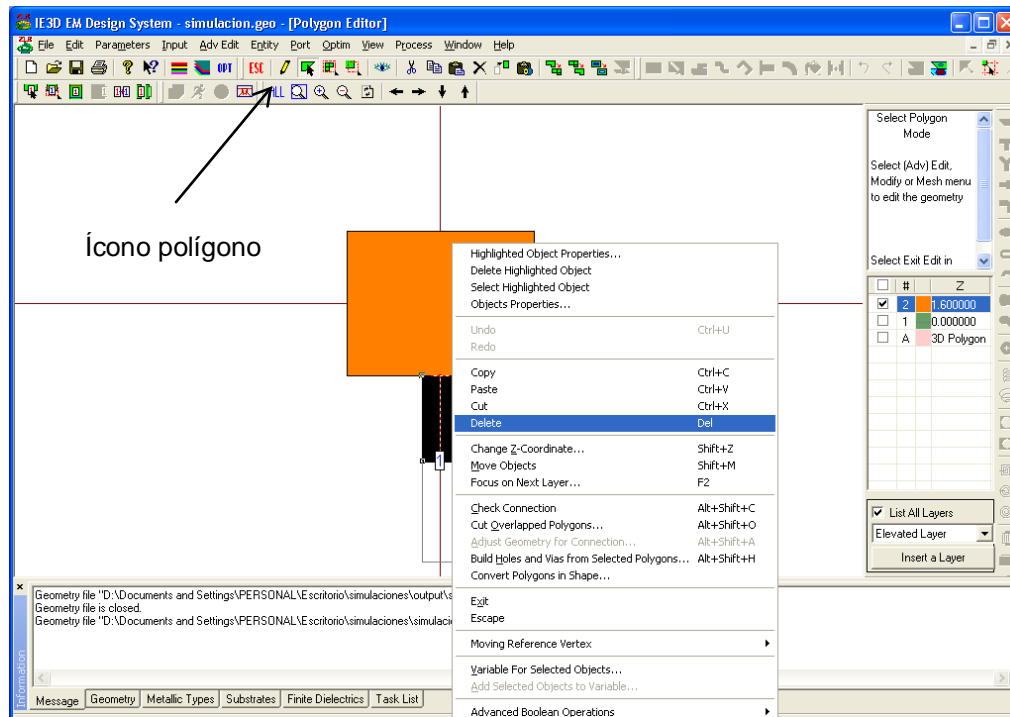 IE3D EM Design System - simulacion.geo - [Polygon Editor]
File Edit Parameters Input Adv Edit Entity Port Optim View Process Window Help
OPT ESC
ALL
Select Polygon
Mode
Select (Adv) Edit,
Modify or Mesh menu
to edit the geometry
Select Exit Edit in
Ícono polígono
# Z
2 1.600000
1 0.000000
A 3D Polygon
1
Highlighted Object Properties...
Delete Highlighted Object
Select Highlighted Object
Objects Properties...
Undo Ctrl+U
Redo
Copy Ctrl+C
Paste Ctrl+V
Cut Ctrl+X
Delete Del
Change Z-Coordinate... Shift+Z
Move Objects Shift+M
Focus on Next Layer... F2
Check Connection Alt+Shift+C
Cut Overlapped Polygons... Alt+Shift+O
Adjust Geometry for Connection... Alt+Shift+A
Build Holes and Vias from Selected Polygons... Alt+Shift+H
Convert Polygons in Shape...
Exit
Escape
Moving Reference Vertex
Variable For Selected Objects...
Add Selected Objects to Variable...
Advanced Boolean Operations
List All Layers
Elevated Layer
Insert a Layer
Geometry file "D:\Documents and Settings\PERSONAL\Escritorio\simulaciones\output\s
Geometry file is closed.
Geometry file "D:\Documents and Settings\PERSONAL\Escritorio\simulaciones\simulaci
Information
Message Geometry Metallic Types Substrates Finite Dielectrics Task List